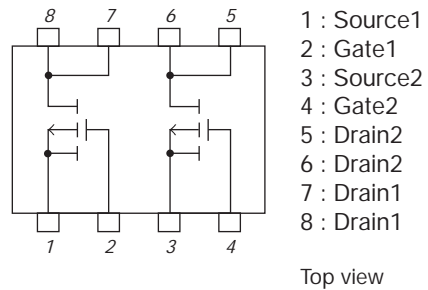 8 7 6 5
1 2 3 4
1 : Source1
2 : Gate1
3 : Source2
4 : Gate2
5 : Drain2
6 : Drain2
7 : Drain1
8 : Drain1
Top view